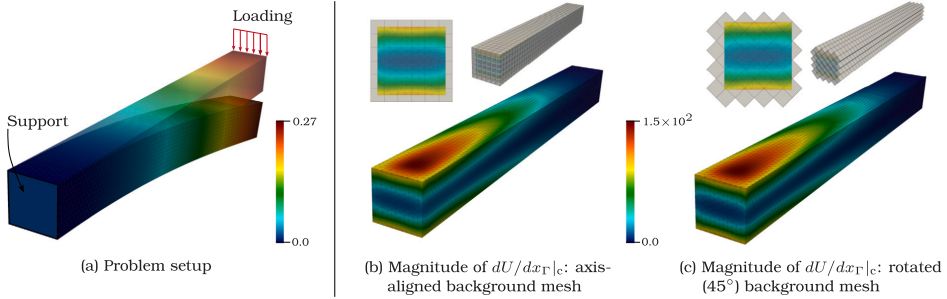 Loading
Support
0.27
0.0
(a) Problem setup
1.5×10²
0.0
(b) Magnitude of dU/dx_Γ|_c: axis-
aligned background mesh
(c) Magnitude of dU/dx_Γ|_c: rotated
(45°) background mesh